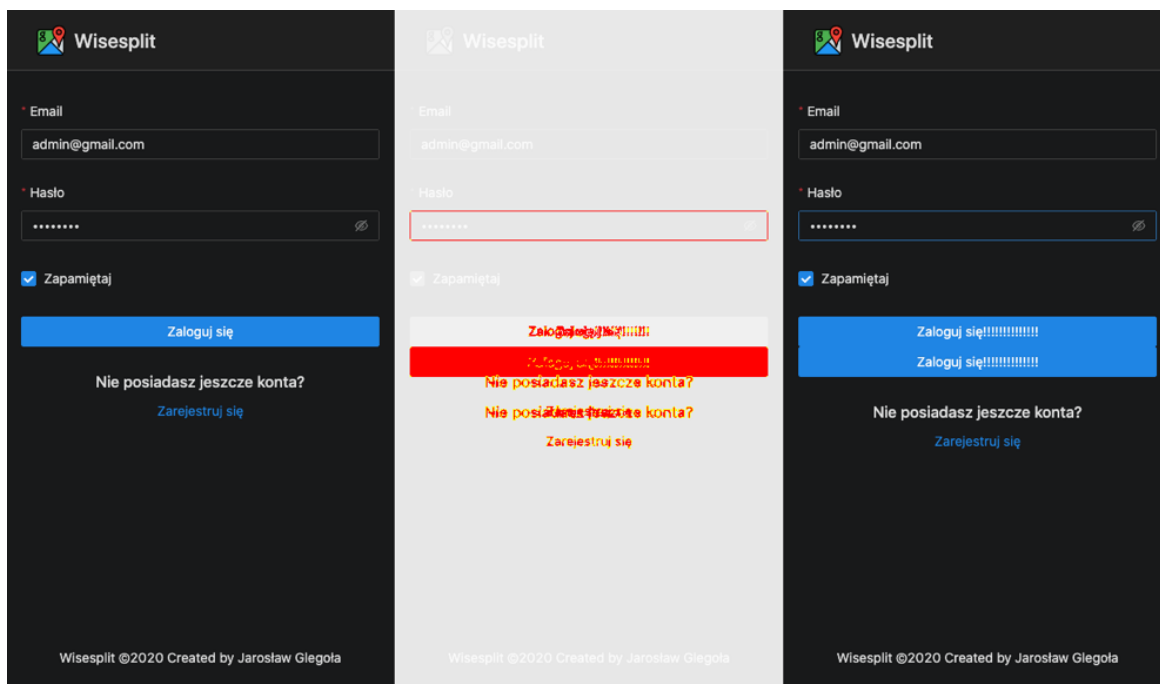 Wisesplit
* Email
admin@gmail.com
* Hasło
••••••••
Zapamiętaj
Zaloguj się
Nie posiadasz jeszcze konta?
Zarejestruj się
Wisesplit ©2020 Created by Jarosław Glegoła
Wisesplit
* Email
admin@gmail.com
* Hasło
••••••••
Zapamiętaj
Nie posiadasz jeszcze konta?
Nie konta?
Zarejestruj się
Wisesplit ©2020 Created by Jarosław Glegoła
Wisesplit
* Email
admin@gmail.com
* Hasło
••••••••
Zapamiętaj
Zaloguj się!!!!!!!!!!!!!!
Zaloguj się!!!!!!!!!!!!!!
Nie posiadasz jeszcze konta?
Zarejestruj się
Wisesplit ©2020 Created by Jarosław Glegoła